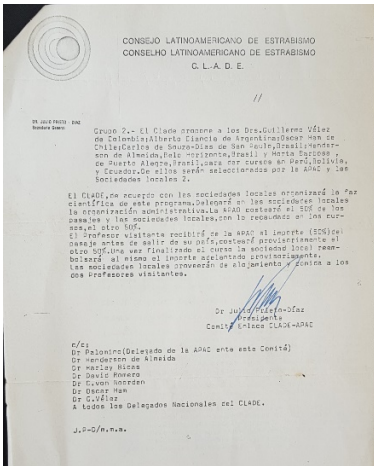 CONSEJO LATINOAMERICANO DE ESTRABISMO
CONSELHO LATINOAMERICANO DE ESTRABISMO
C. L. A. D. E.
DR JULIO PRIETO - DIAZ
Secretario General
//
Grupo 2.- El Clade propone a los Drs.Guillermo Vélez
de Colombia;Alberto Ciancia de Argentina;Oscar Ham de
Chile;Carlos de Souza-Dias de San Paulo,Brasil;Hender-
son de Almeida,Belo Horizonte,Brasil y Marta
de Puerto Alegre,Brasil,para dar cursos en Perú,Bolivia,
y Ecuador.De ellos serán seleccionados por la APAO y las
Sociedades locales 2.
El CLADE,de acuerdo con las sociedades locales organizará la faz
científica de este programa.Delegará en las sociedades locales
la organización administrativa.La APAO costeará el 50% de los
pasajes y las sociedades locales,con lo recaudado en los cur-
sos,el otro 50%.
El Profesor visitante recibirá de la APAO el importe (50%)del
pasaje antes de salir de su país,costeará provisoriamente el
otro 50%.Una vez finalizado el curso la sociedad local reem-
bolsará al mismo el importe adelantado provisoriamente.
Las sociedades locales proveerán de alojamiento y comida a los
dos Profesores visitantes.
Dr Julio Prieto-Díaz
Presidente
Comité Enlace CLADE-APAO
c/c:
Dr Palomino(Delegado de la APAO ante este Comité)
Dr Henderson de Almeida
Dr Harley Bicas
Dr David Romero
Dr G.von Noorden
Dr Oscar Ham
Dr G.Vélez
A todos los Delegados Nacionales del CLADE.
J.P-D/m.m.a.